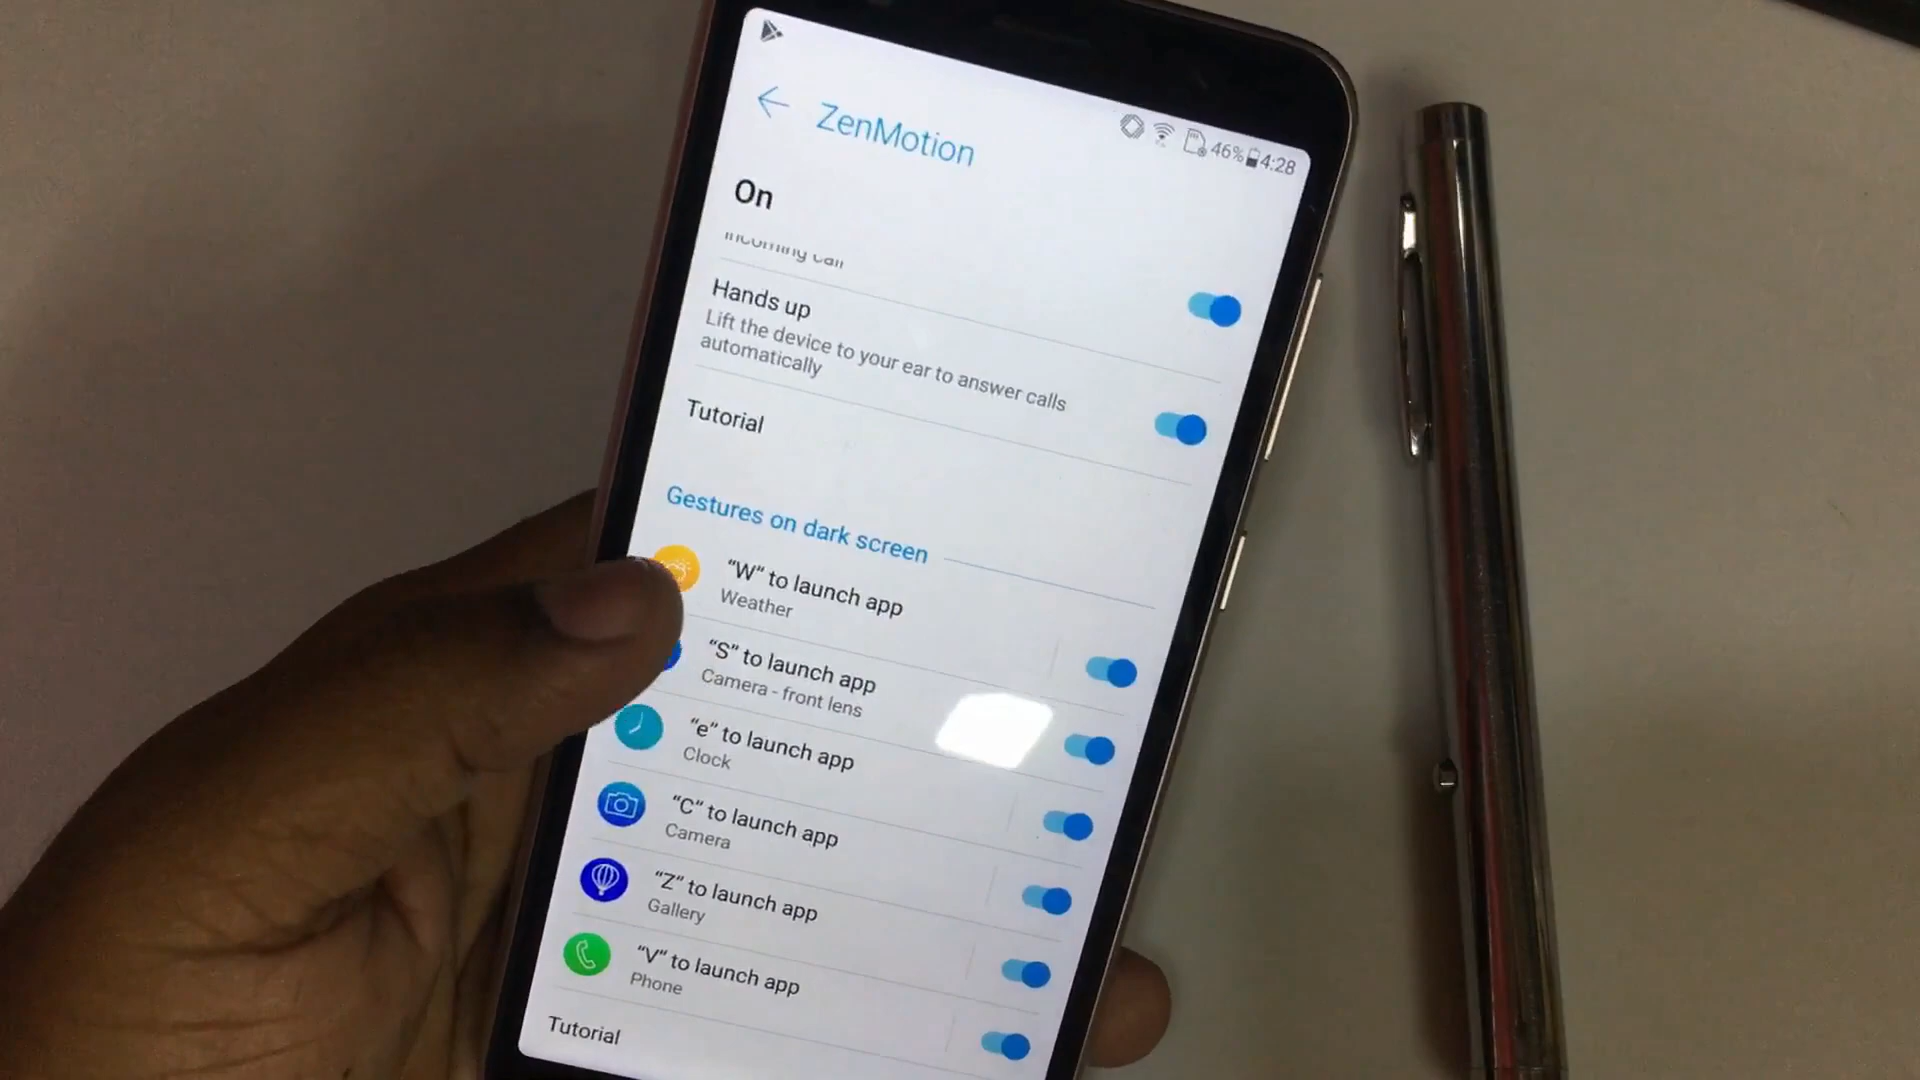 46% 4:28
ZenMotion
On
incoming call
Hands up
Lift the device to your ear to answer calls
automatically
Tutorial
Gestures on dark screen
“W” to launch app
Weather
“S” to launch app
Camera - front lens
“e” to launch app
Clock
“C” to launch app
Camera
“Z” to launch app
Gallery
“V” to launch app
Phone
Tutorial